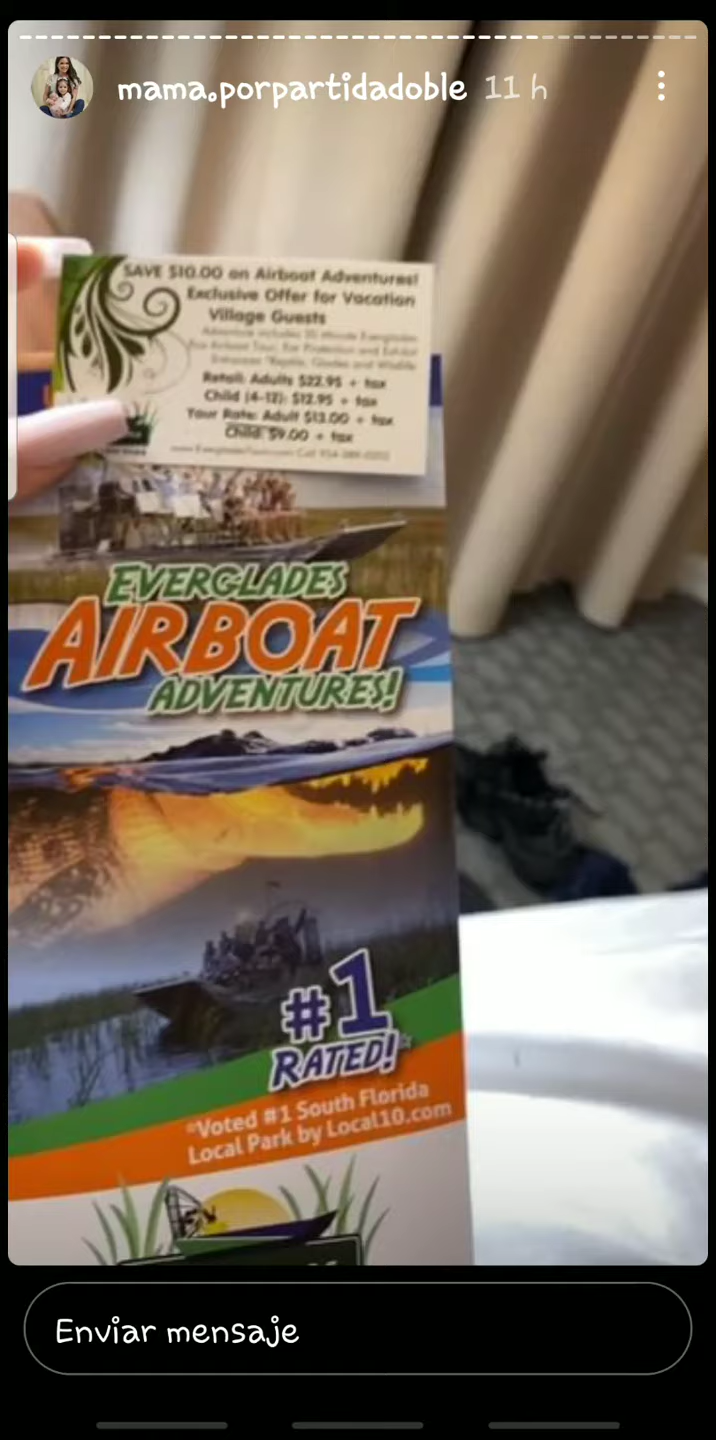 mama.porpartidadoble 11 h
SAVE $10.00 on Airboat Adventures!
Exclusive Offer for Vacation
Village Guests
Retail: Adults $22.95 + tax
Child (4-12): $12.95 + tax
Your Rate: Adult $13.00 + tax
Child: $9.00 + tax
EVERGLADES
AIRBOAT
ADVENTURES!
#1
RATED!*
*Voted #1 South Florida
Local Park by Local10.com
Enviar mensaje